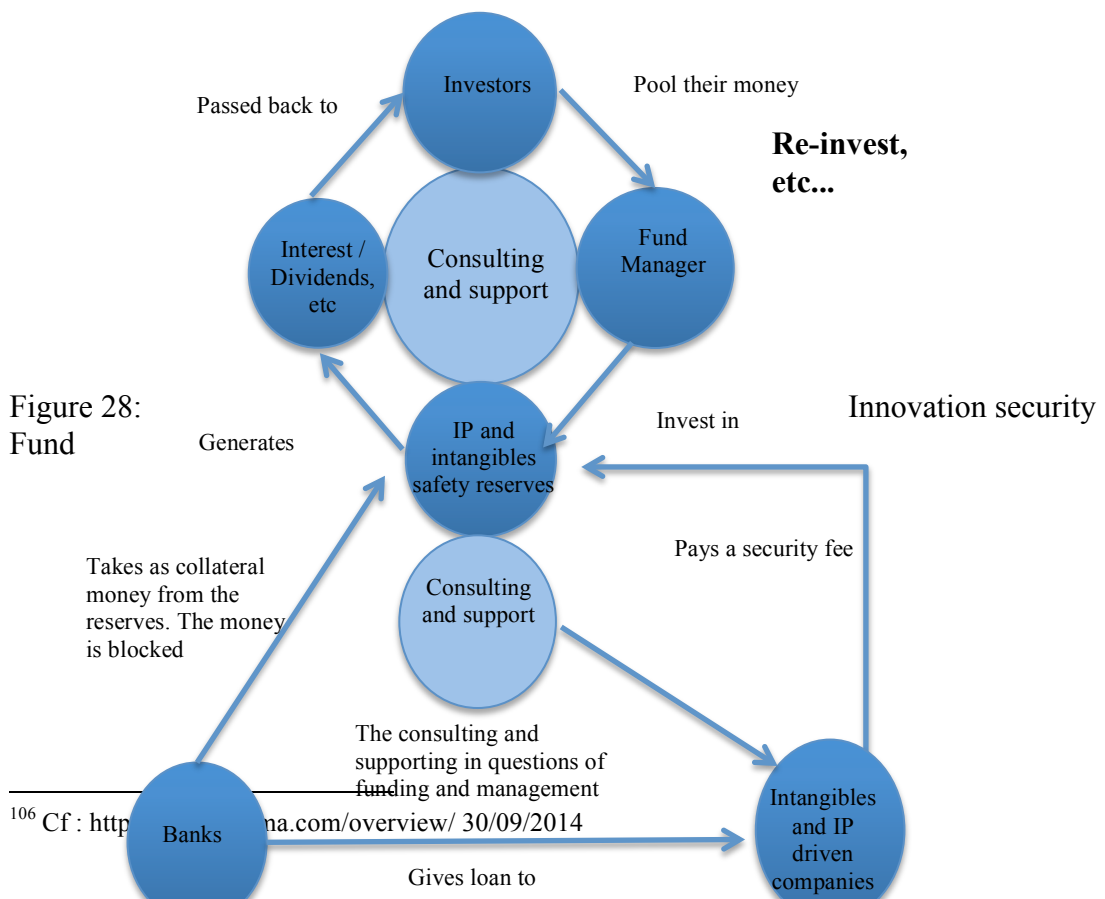 Investors
Passed back to
Pool their money
Re-invest,
etc...
Interest /
Dividends,
etc
Consulting
and support
Fund
Manager
Figure 28:
Fund
Innovation security
Generates
IP and
intangibles
safety reserves
Invest in
Pays a security fee
Takes as collateral
money from the
reserves. The money
is blocked
Consulting
and support
The consulting and
supporting in questions of
funding and management
106 Cf : http ma.com/overview/ 30/09/2014
Banks
Intangibles
and IP
driven
companies
Gives loan to